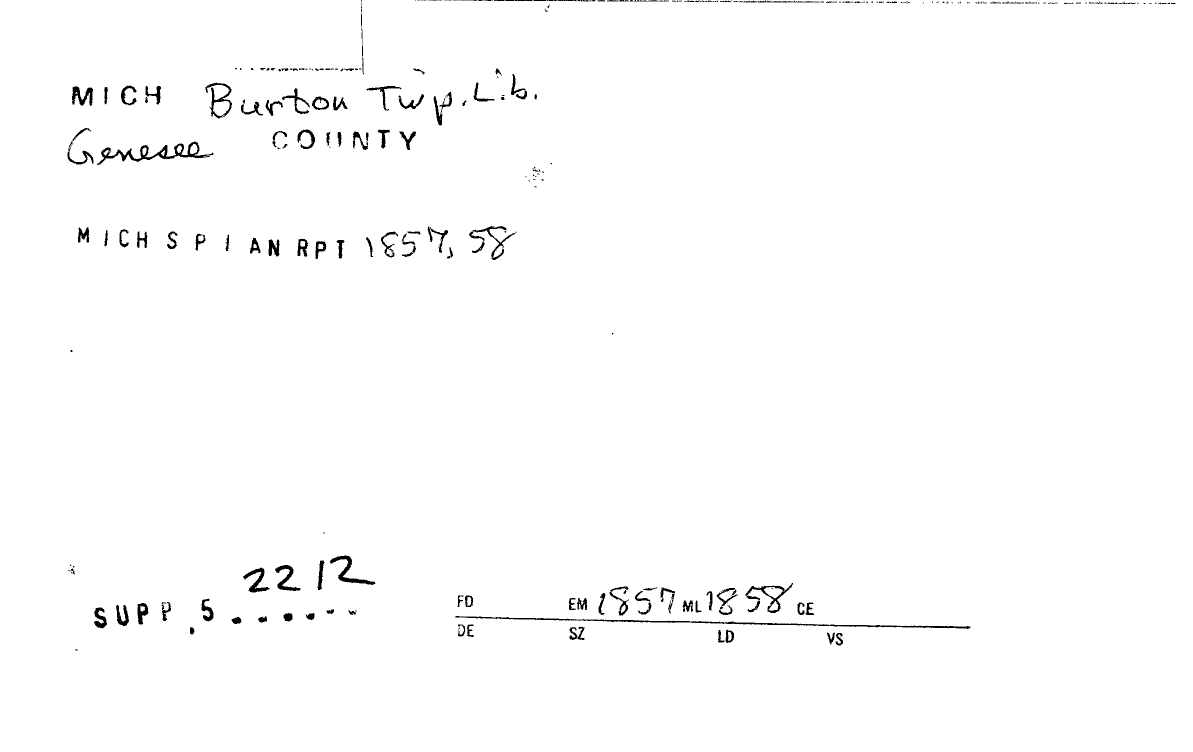 MICH Burton Twp. Lib.
Genesee COUNTY
MICH S P I AN RPT 1857, 58
2212
SUPP. 5 .......
FD EM 1857 ML 1858 CE
DE SZ LD VS